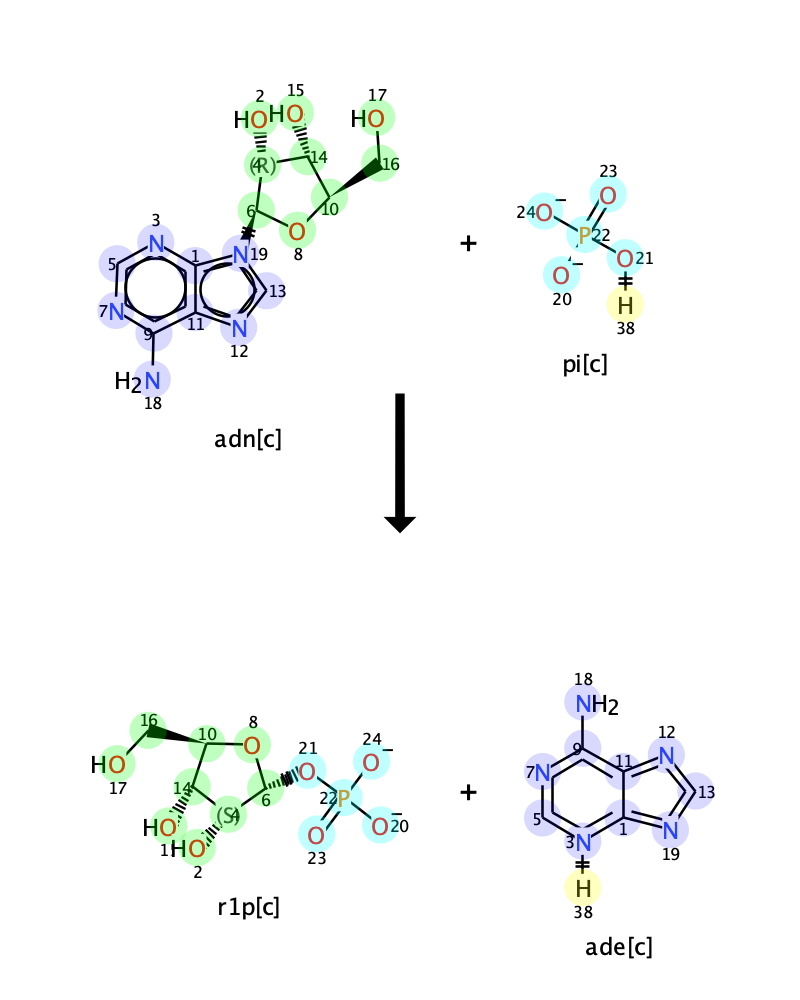 15
17
2
HO HO HO
(R) 4
14
16
3
6
10
23
N
O
O
24 O −
5
1
N 19
8
+
P 22
13
− O
O 21
7 N
11
20
9
N
H
12
38
H2N
18
pi[c]
adn[c]
18
NH2
16
10
8
24
12
O
21
O −
9
11
N
HO
O
7 N
17
14
6
22 P
+
13
(S) 4
−
5
1
HO
O
O 20
3 N
N
HO
23
19
2
H
r1p[c]
38
ade[c]